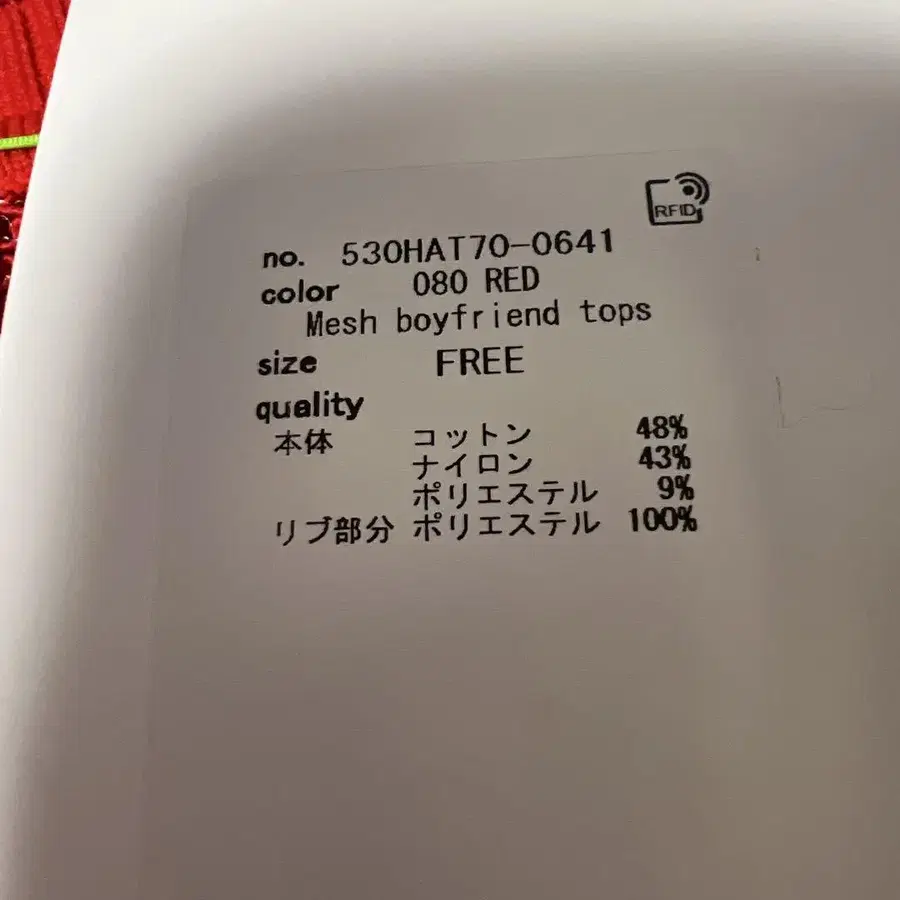 RFID
no. 530HAT70-0641
color 080 RED
Mesh boyfriend tops
size FREE
quality
本体 コットン 48%
ナイロン 43%
ポリエステル 9%
リブ部分 ポリエステル 100%